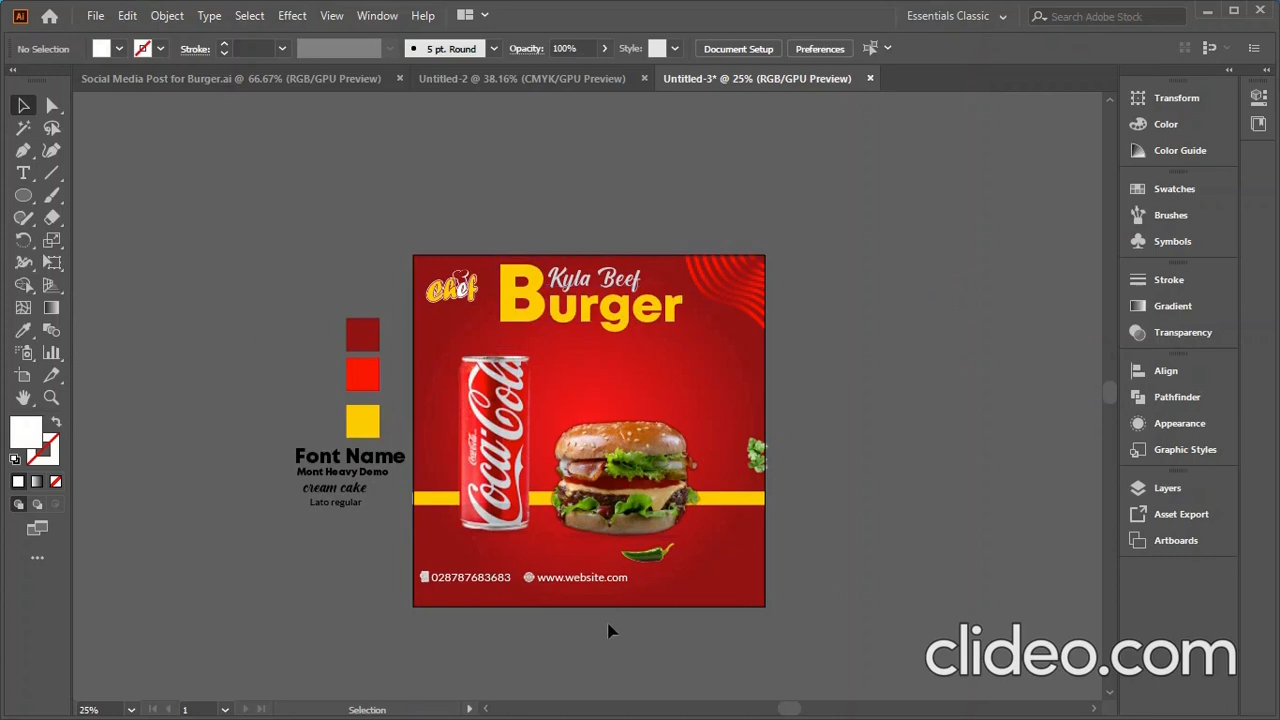 Ai File Edit Object Type Select Effect View Window Help Essentials Classic Search Adobe Stock
No Selection Stroke: 5 pt. Round Opacity: 100% Style: Document Setup Preferences
Social Media Post for Burger.ai @ 66.67% (RGB/GPU Preview) Untitled-2 @ 38.16% (CMYK/GPU Preview) Untitled-3* @ 25% (RGB/GPU Preview)
Transform
Color
Color Guide
Swatches
Brushes
Symbols
Stroke
Gradient
Transparency
Align
Pathfinder
Appearance
Graphic Styles
Layers
Asset Export
Artboards
Chef
Kyla Beef
Burger
Coca-Cola
Font Name
Mont Heavy Demo
cream cake
Lato regular
028787683683 www.website.com
clideo.com
25% 1 Selection